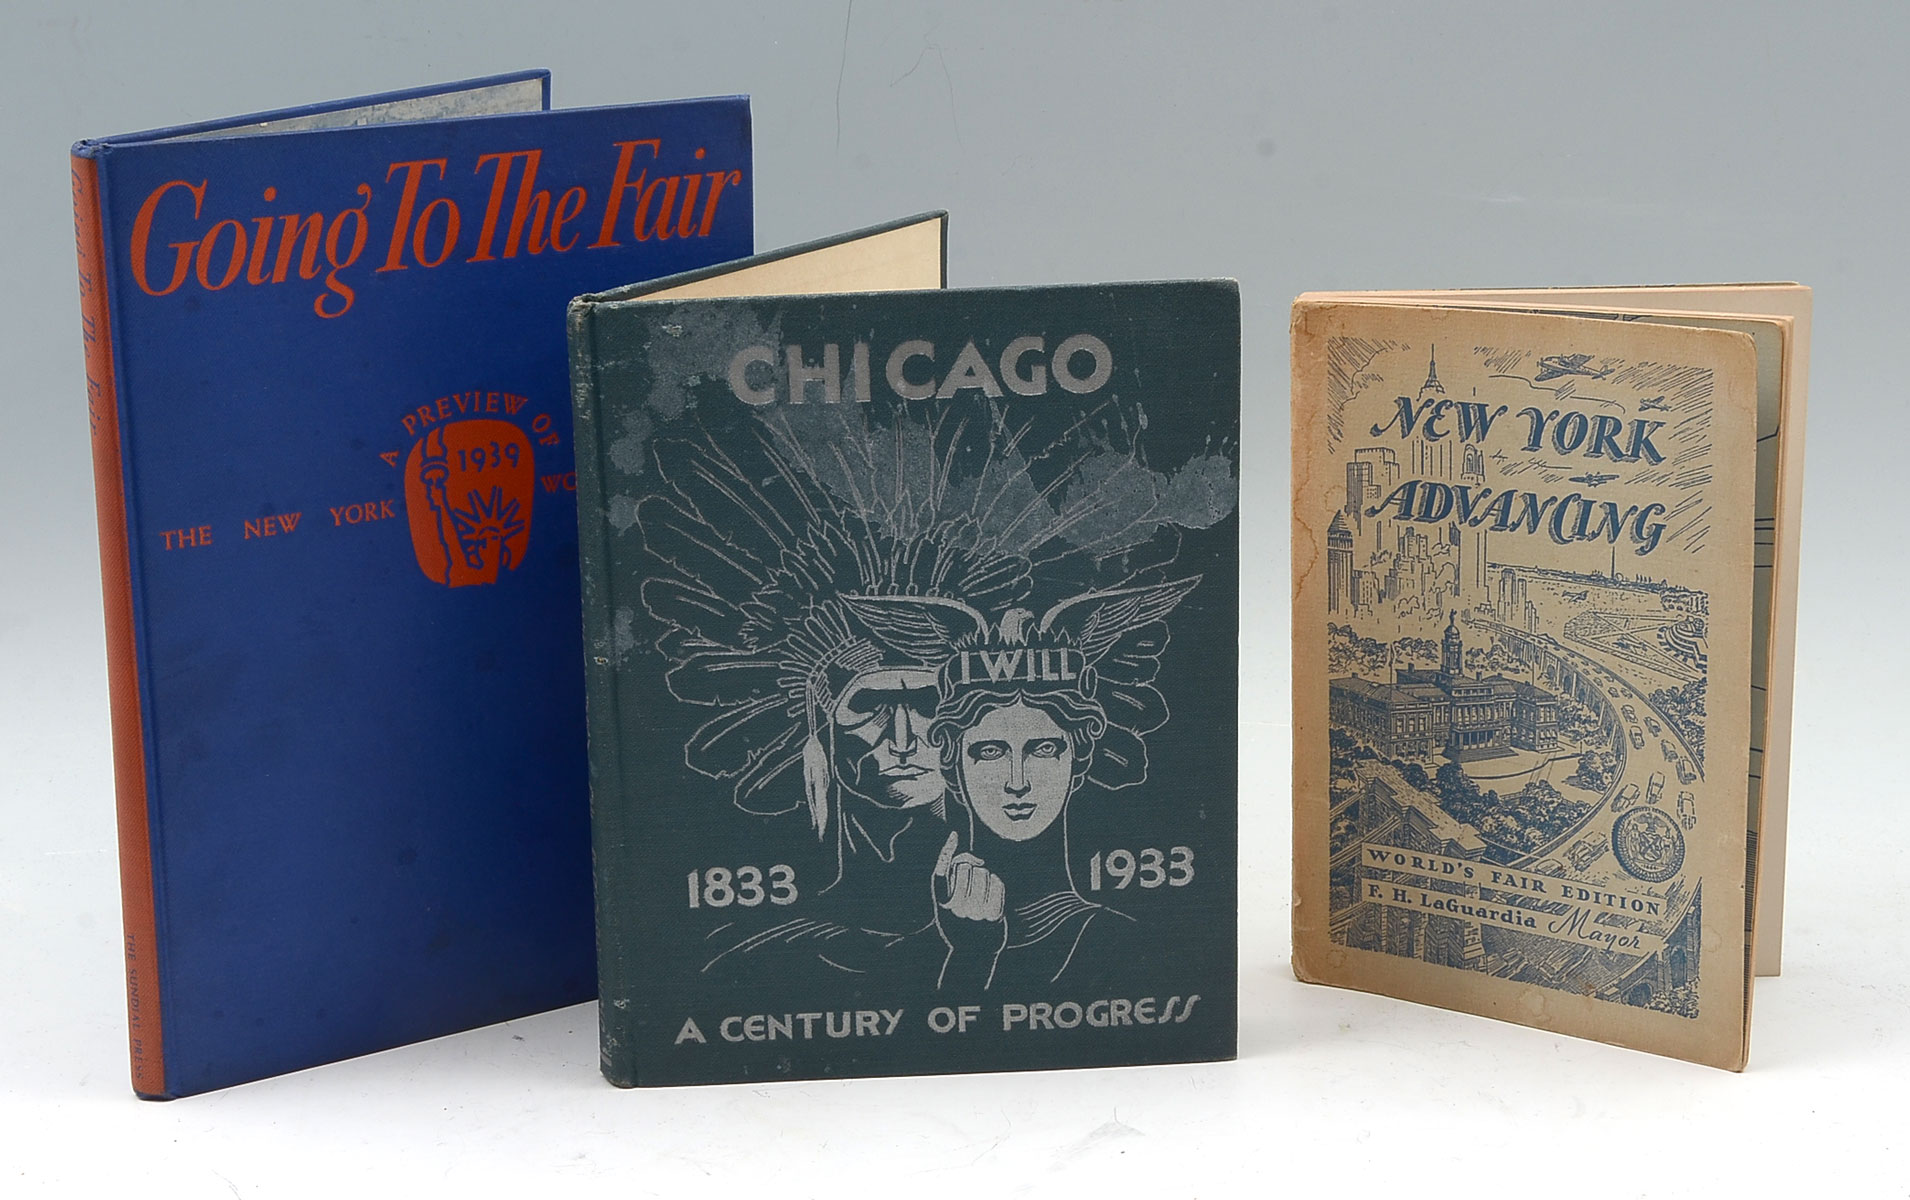 Going To The Fair
A PREVIEW OF
1939
THE NEW YORK
Going To The Fair
THE SUNDIAL PRESS
CHICAGO
I WILL
1833
1933
A CENTURY OF PROGRESS
NEW YORK
ADVANCING
WORLD'S FAIR EDITION
F. H. LaGuardia Mayor